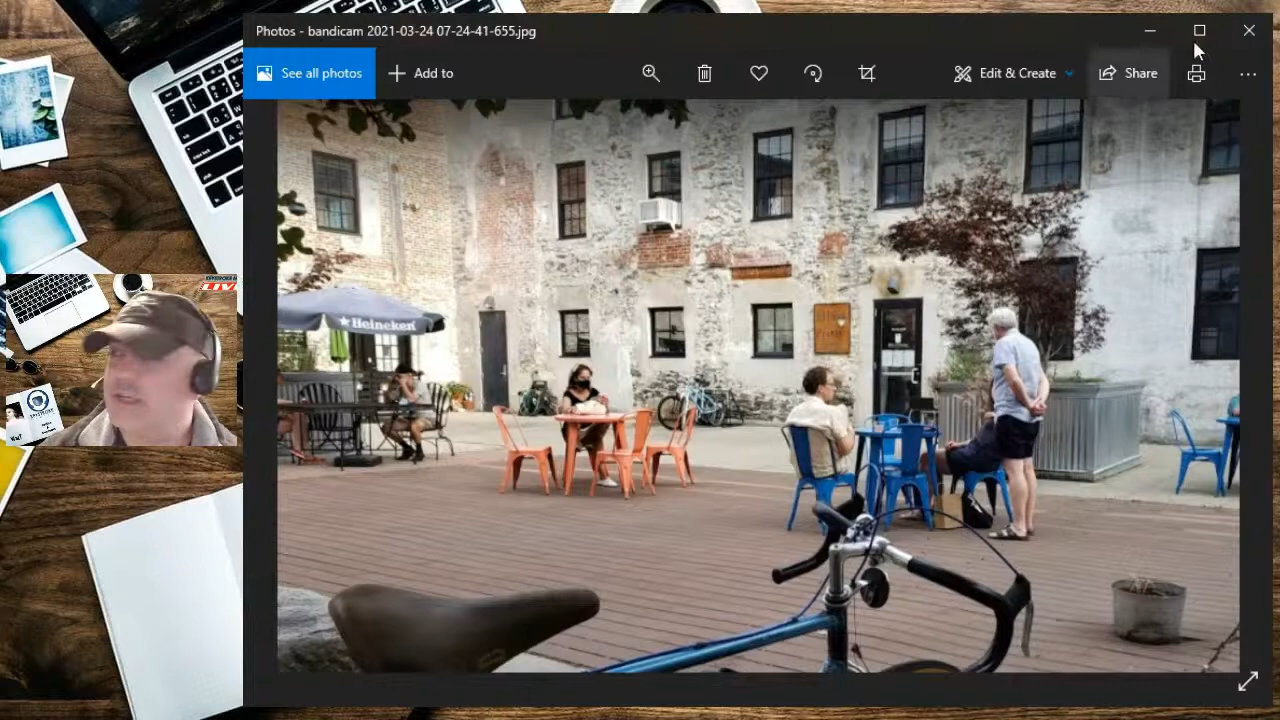 Photos - bandicam 2021-03-24 07-24-41-655.jpg
See all photos
Add to
Edit & Create
Share
Heineken